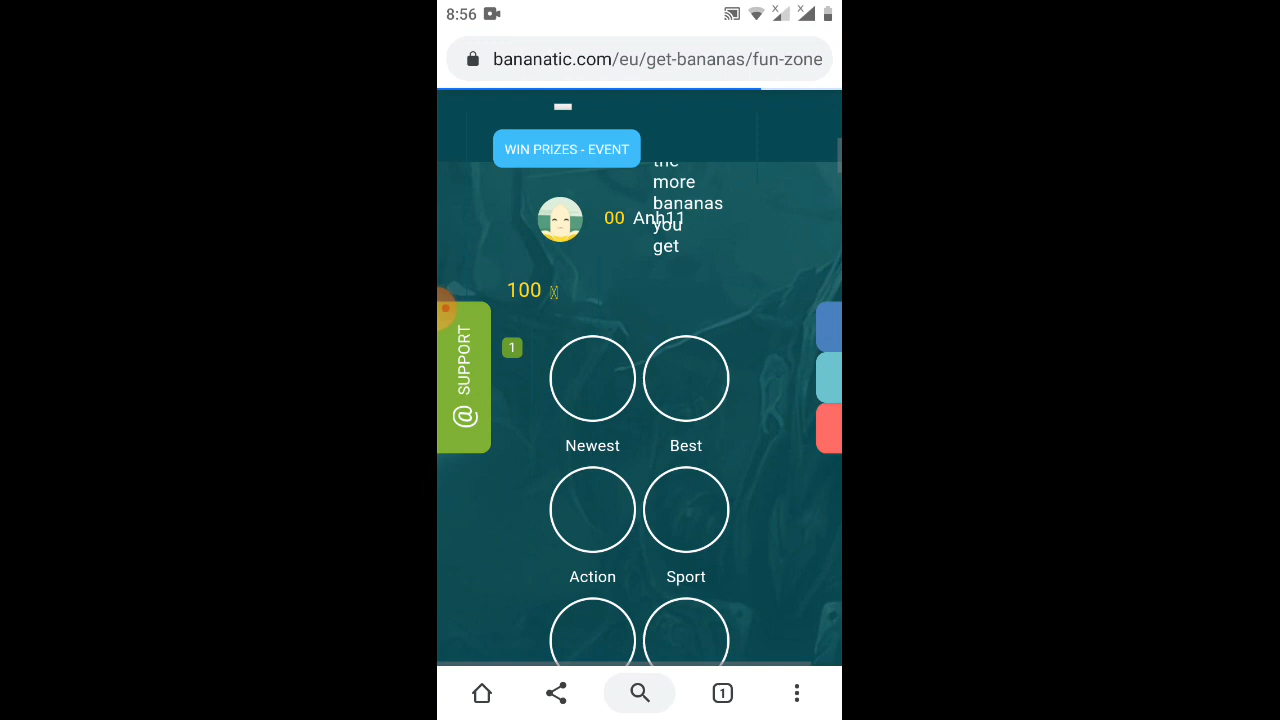 8:56
bananatic.com/eu/get-bananas/fun-zone
WIN PRIZES - EVENT
the
more
bananas
you
get
00 Anh11
100
@ SUPPORT
1
Newest
Best
Action
Sport
1